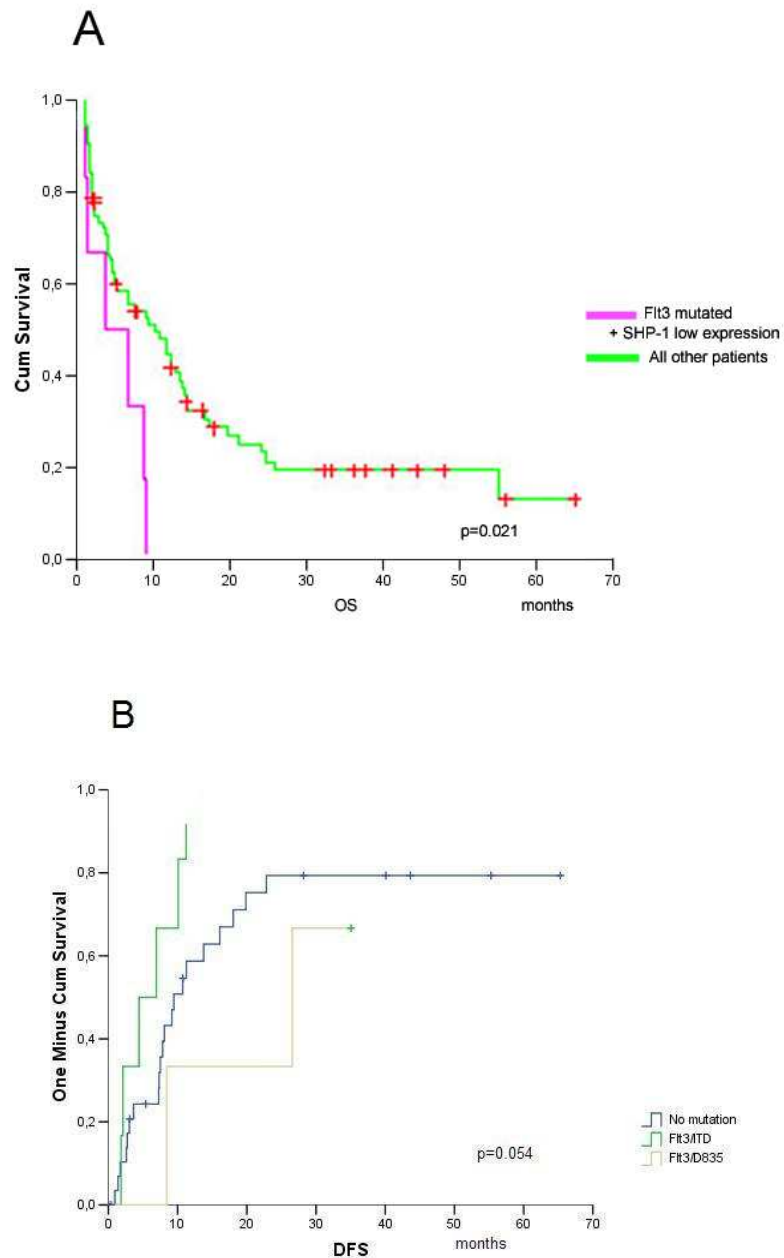 A
1,0
0,8
0,6
0,4
0,2
0,0
Cum Survival
0 10 20 30 40 50 60 70
OS months
p=0.021
Flt3 mutated
+ SHP-1 low expression
All other patients
B
1,0
0,8
0,6
0,4
0,2
0,0
One Minus Cum Survival
0 10 20 30 40 50 60 70
DFS months
p=0.054
No mutation
Flt3/ITD
Flt3/D835